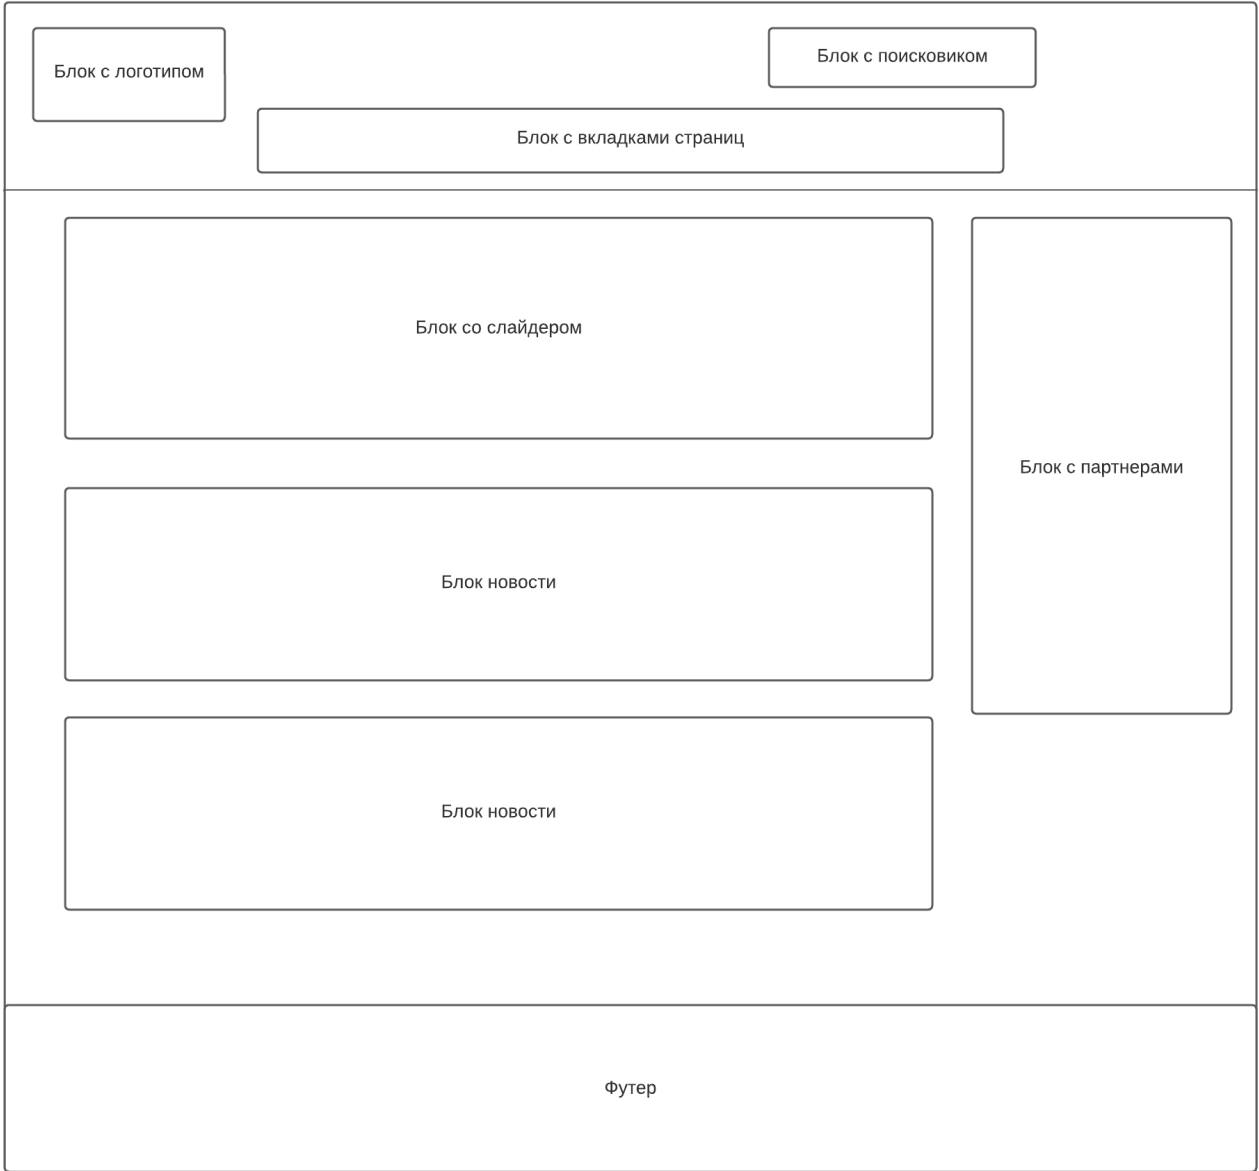 Блок с логотипом
Блок с поисковиком
Блок с вкладками страниц
Блок со слайдером
Блок с партнерами
Блок новости
Блок новости
Футер